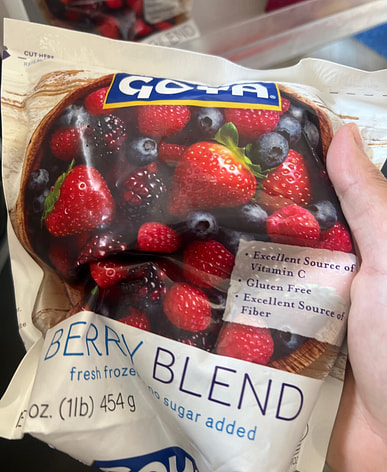 CUT HERE
GOYA
• Excellent Source of
Vitamin C
• Gluten Free
• Excellent Source of
Fiber
BERRY BLEND
fresh froze no sugar added
oz. (1lb) 454 g